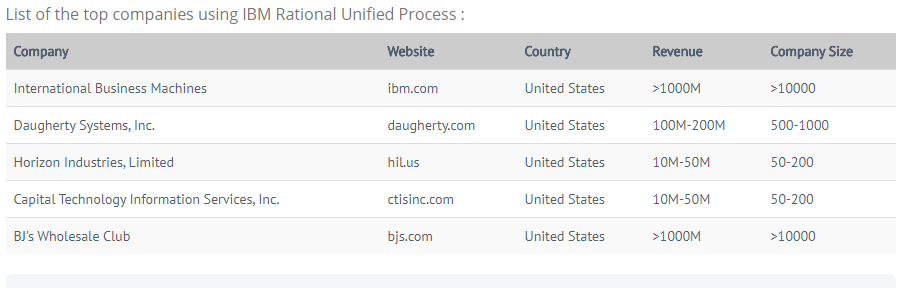 List of the top companies using IBM Rational Unified Process :
Company Website Country Revenue Company Size
International Business Machines ibm.com United States >1000M >10000
Daugherty Systems, Inc. daugherty.com United States 100M-200M 500-1000
Horizon Industries, Limited hil.us United States 10M-50M 50-200
Capital Technology Information Services, Inc. ctisinc.com United States 10M-50M 50-200
BJ's Wholesale Club bjs.com United States >1000M >10000